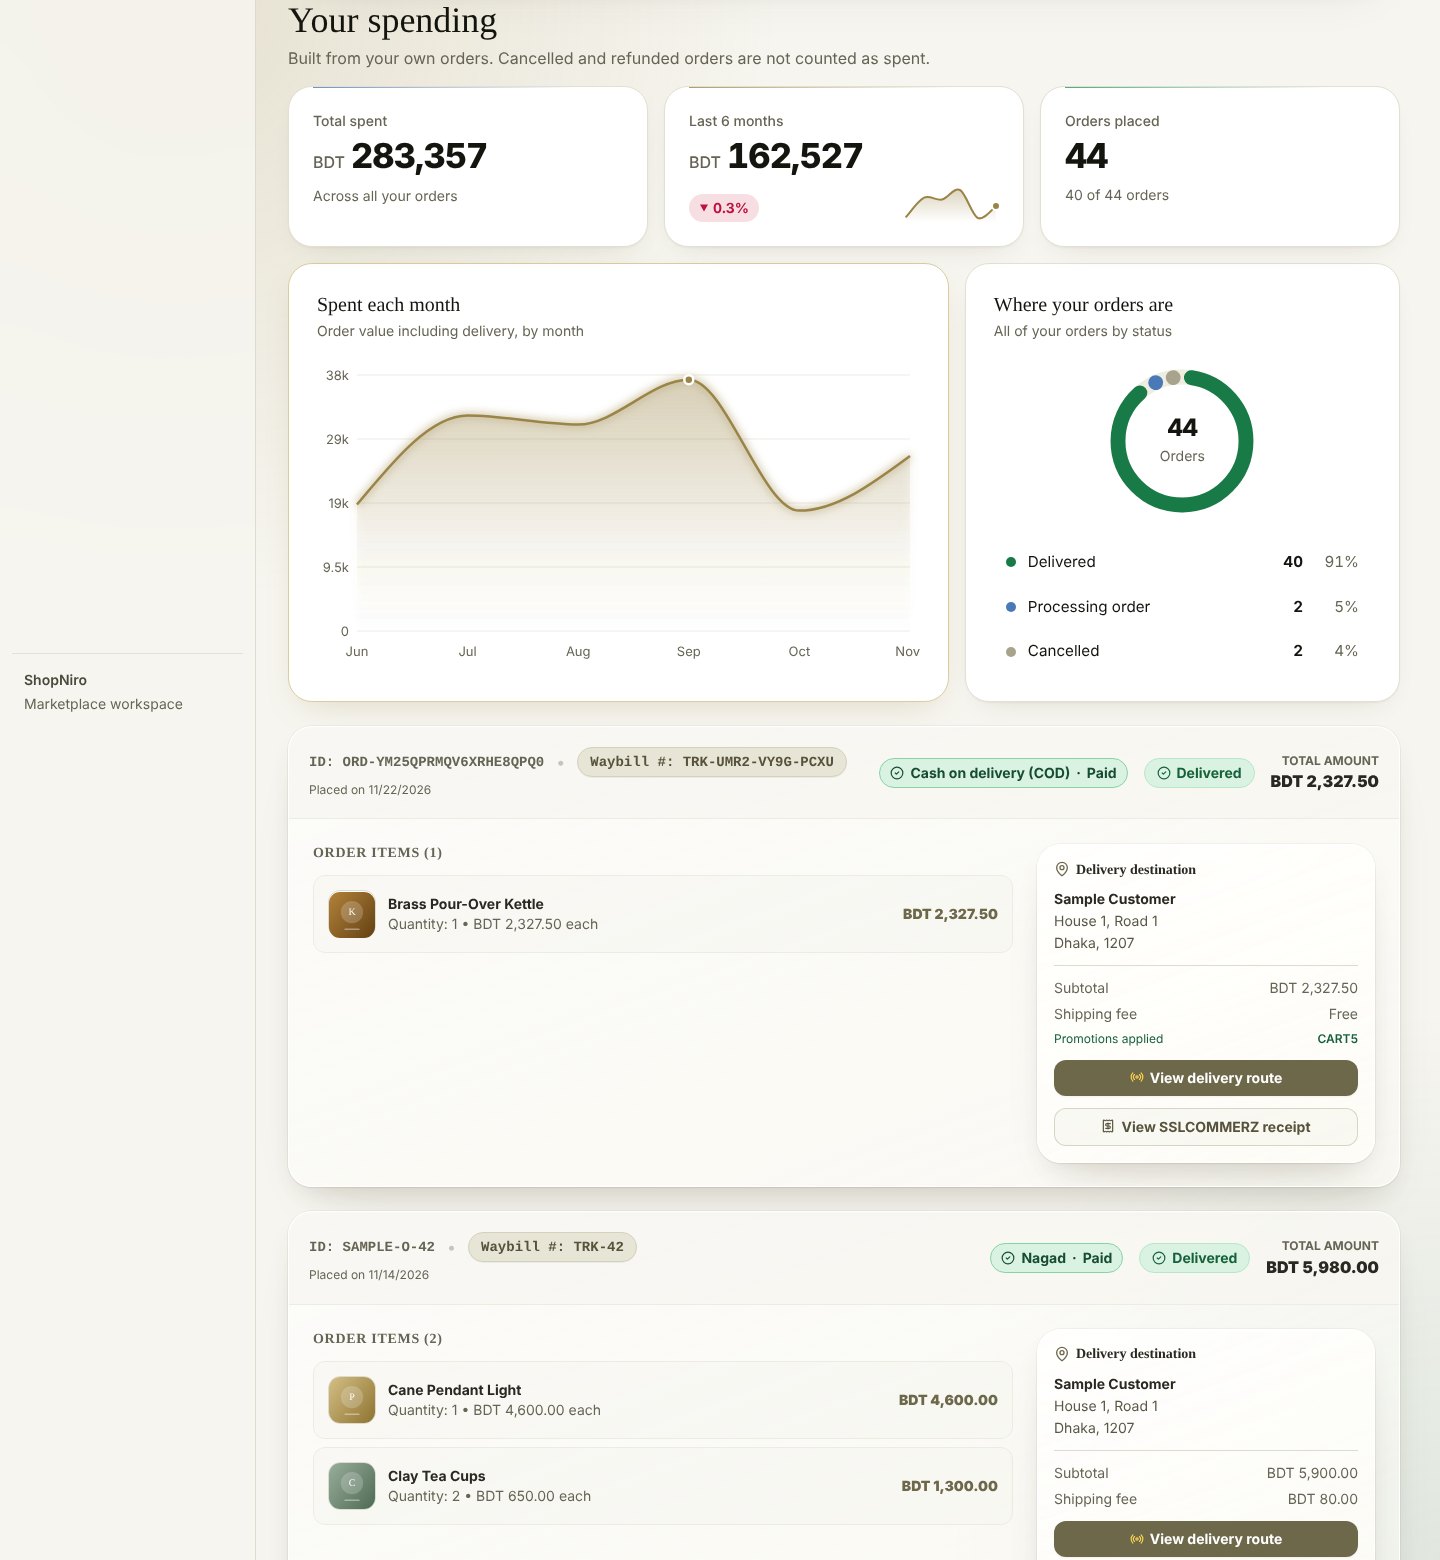 Your spending
Built from your own orders. Cancelled and refunded orders are not counted as spent.
Total spent
BDT 283,357
Across all your orders
Last 6 months
BDT 162,527
▼ 0.3%
Orders placed
44
40 of 44 orders
Spent each month
Order value including delivery, by month
38k
29k
19k
9.5k
0
Jun Jul Aug Sep Oct Nov
Where your orders are
All of your orders by status
44
Orders
Delivered 40 91%
Processing order 2 5%
Cancelled 2 4%
ShopNiro
Marketplace workspace
ID: ORD-YM25QPRMQV6XRHE8QPQ0 • Waybill #: TRK-UMR2-VY9G-PCXU
Placed on 11/22/2026
Cash on delivery (COD) · Paid
Delivered
TOTAL AMOUNT
BDT 2,327.50
ORDER ITEMS (1)
K
Brass Pour-Over Kettle
Quantity: 1 • BDT 2,327.50 each
BDT 2,327.50
Delivery destination
Sample Customer
House 1, Road 1
Dhaka, 1207
Subtotal BDT 2,327.50
Shipping fee Free
Promotions applied CART5
View delivery route
View SSLCOMMERZ receipt
ID: SAMPLE-O-42 • Waybill #: TRK-42
Placed on 11/14/2026
Nagad · Paid
Delivered
TOTAL AMOUNT
BDT 5,980.00
ORDER ITEMS (2)
P
Cane Pendant Light
Quantity: 1 • BDT 4,600.00 each
BDT 4,600.00
C
Clay Tea Cups
Quantity: 2 • BDT 650.00 each
BDT 1,300.00
Delivery destination
Sample Customer
House 1, Road 1
Dhaka, 1207
Subtotal BDT 5,900.00
Shipping fee BDT 80.00
View delivery route